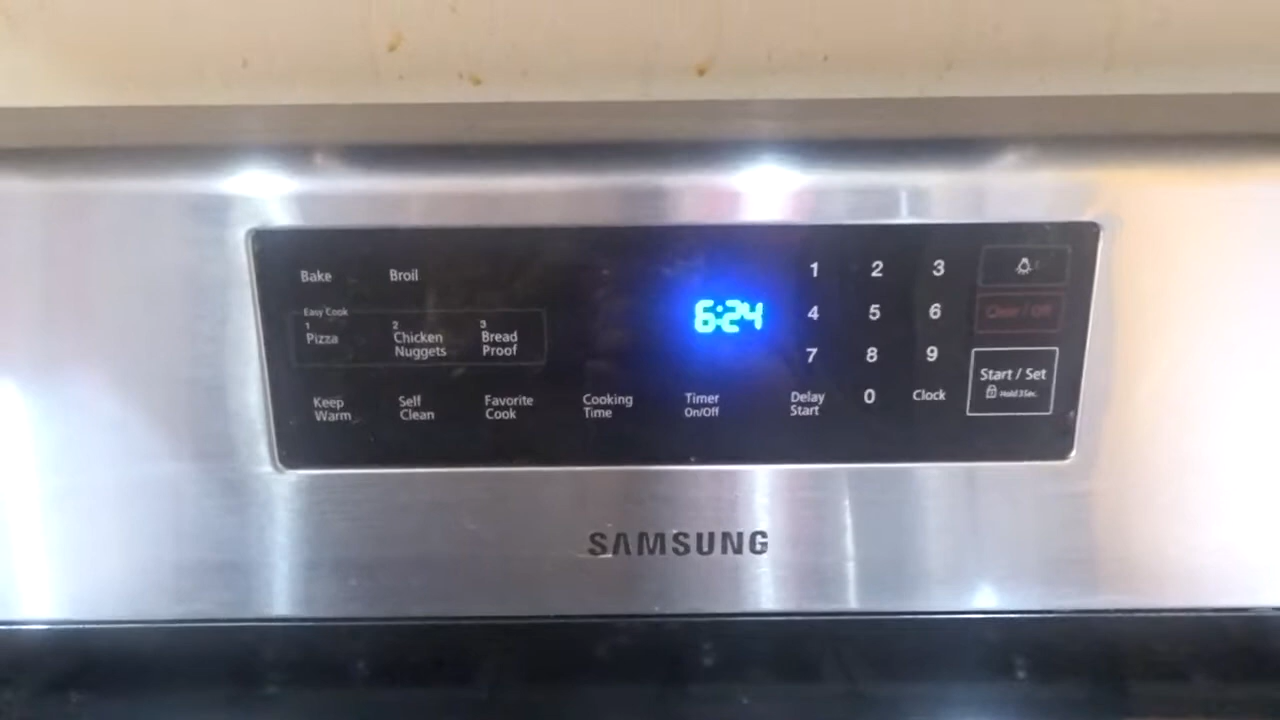 Bake Broil
Easy Cook
1 2 3
Pizza Chicken Nuggets Bread Proof
Keep Warm Self Clean Favorite Cook Cooking Time Timer On/Off Delay Start
6:24
1 2 3
4 5 6
7 8 9
0 Clock
Clear / Off
Start / Set
Hold 3 Sec.
SAMSUNG